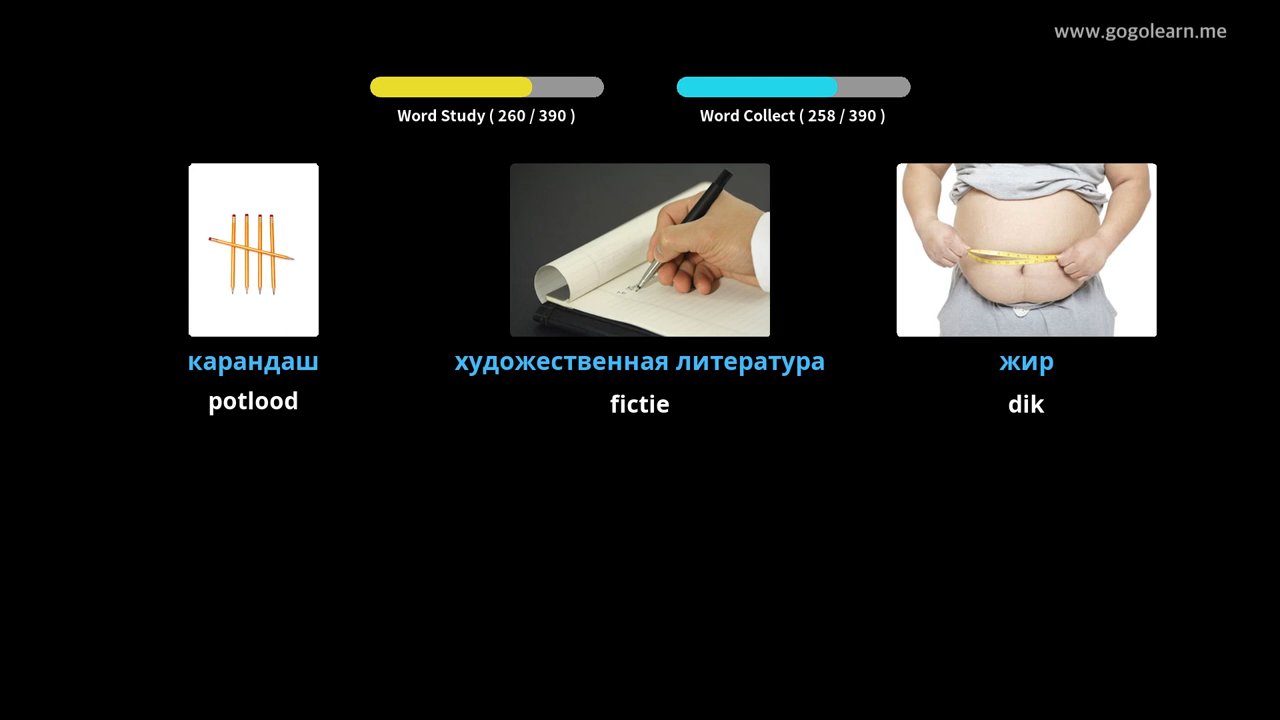 www.gogolearn.me
Word Study ( 260 / 390 )
Word Collect ( 258 / 390 )
карандаш
potlood
художественная литература
fictie
жир
dik